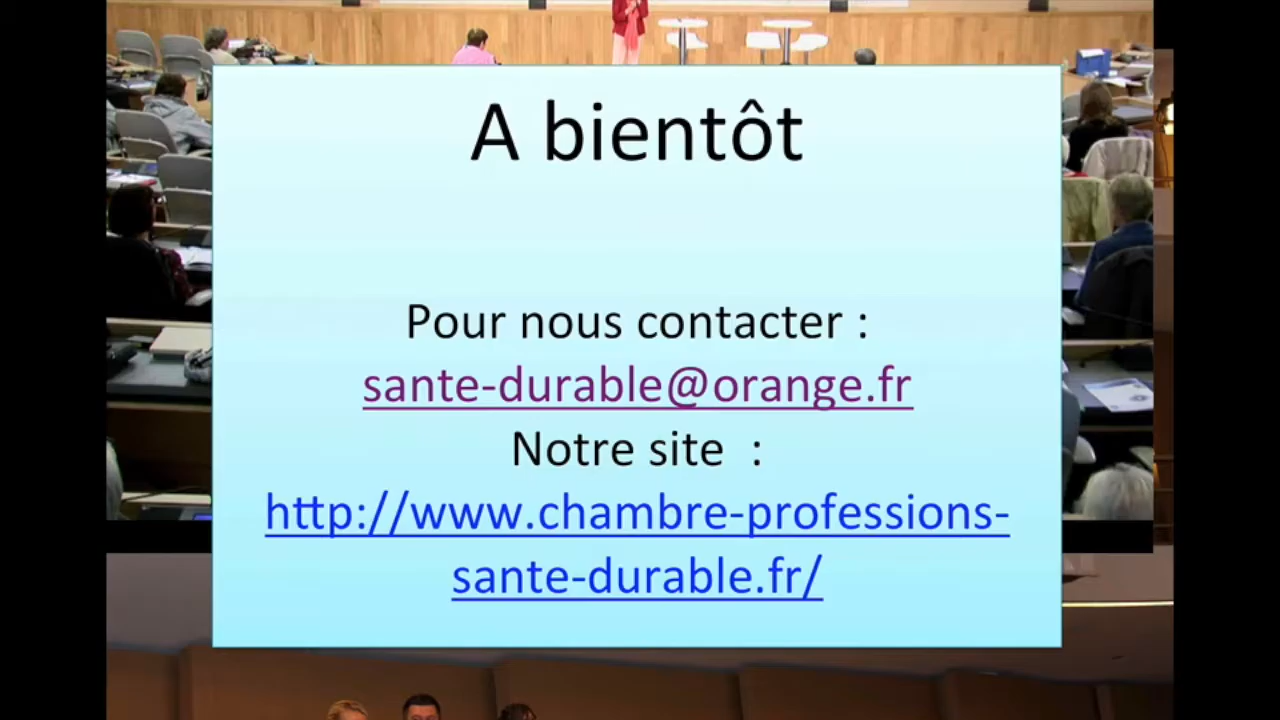 A bientôt
Pour nous contacter :
sante-durable@orange.fr
Notre site  :
http://www.chambre-professions-
sante-durable.fr/